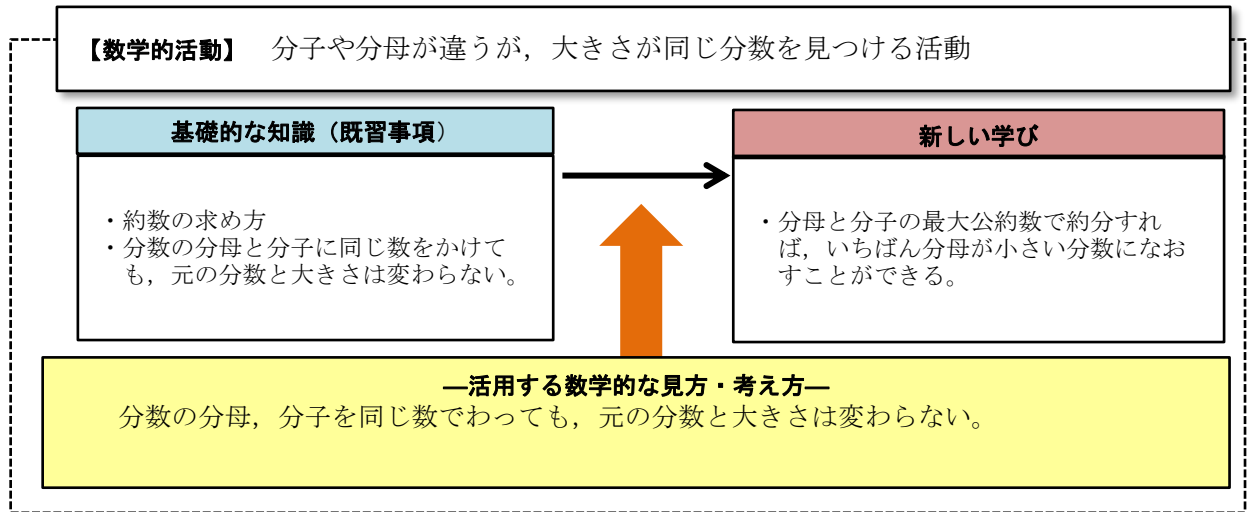 【数学的活動】 分子や分母が違うが，大きさが同じ分数を見つける活動
基礎的な知識（既習事項）
・約数の求め方
・分数の分母と分子に同じ数をかけて
も，元の分数と大きさは変わらない。
新しい学び
・分母と分子の最大公約数で約分すれ
ば，いちばん分母が小さい分数になお
すことができる。
―活用する数学的な見方・考え方―
分数の分母，分子を同じ数でわっても，元の分数と大きさは変わらない。